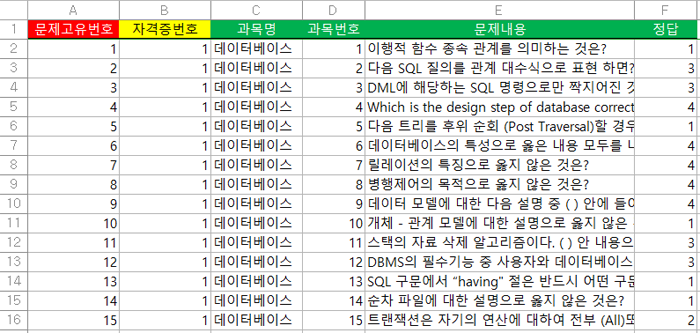 A B C D E F
1 문제고유번호 자격증번호 과목명 과목번호 문제내용 정답
2 1 1 데이터베이스 1 이행적 함수 종속 관계를 의미하는 것은? 1
3 2 1 데이터베이스 2 다음 SQL 질의를 관계 대수식으로 표현 하면? 3
4 3 1 데이터베이스 3 DML에 해당하는 SQL 명령으로만 짝지어진 것 3
5 4 1 데이터베이스 4 Which is the design step of database correct 4
6 5 1 데이터베이스 5 다음 트리를 후위 순회 (Post Traversal)할 경우 1
7 6 1 데이터베이스 6 데이터베이스의 특성으로 옳은 내용 모두를 나 4
8 7 1 데이터베이스 7 릴레이션의 특징으로 옳지 않은 것은? 4
9 8 1 데이터베이스 8 병행제어의 목적으로 옳지 않은 것은? 4
10 9 1 데이터베이스 9 데이터 모델에 대한 다음 설명 중 ( ) 안에 들어 4
11 10 1 데이터베이스 10 개체 - 관계 모델에 대한 설명으로 옳지 않은 1
12 11 1 데이터베이스 11 스택의 자료 삭제 알고리즘이다. ( ) 안 내용으 3
13 12 1 데이터베이스 12 DBMS의 필수기능 중 사용자와 데이터베이스 3
14 13 1 데이터베이스 13 SQL 구문에서 “having" 절은 반드시 어떤 구문 1
15 14 1 데이터베이스 14 순차 파일에 대한 설명으로 옳지 않은 것은? 1
16 15 1 데이터베이스 15 트랜잭션은 자기의 연산에 대하여 전부 (All)또 2